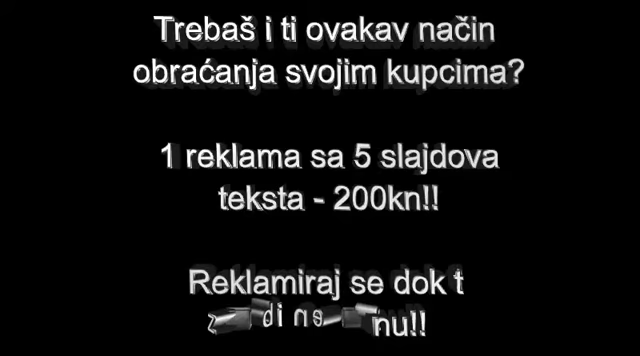 Trebaš i ti ovakav način
obraćanja svojim kupcima?
1 reklama sa 5 slajdova
teksta - 200kn!!
Reklamiraj se dok